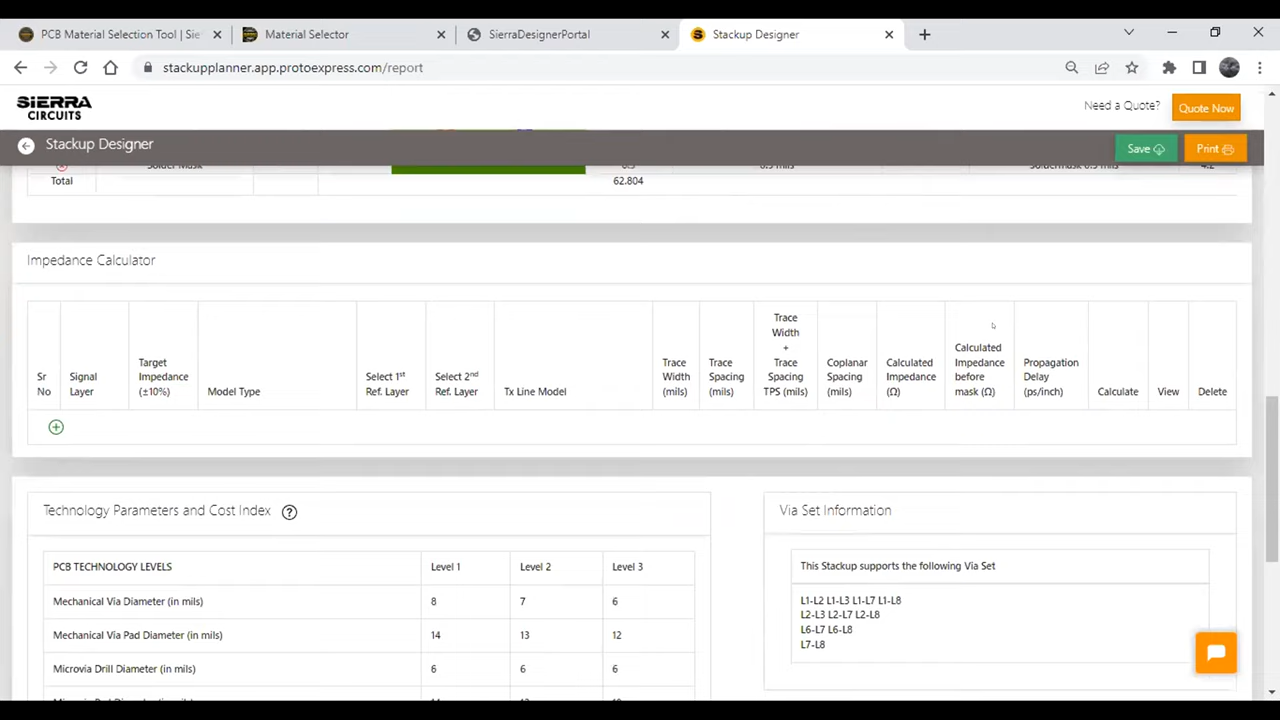 PCB Material Selection Tool | Sie
Material Selector
SierraDesignerPortal
Stackup Designer
stackupplanner.app.protoexpress.com/report
SIERRA
CIRCUITS
Need a Quote?
Quote Now
Stackup Designer
Save
Print
Solder Mask
Total
62.804
Impedance Calculator
Sr
No
Signal
Layer
Target
Impedance
(±10%)
Model Type
Select 1st
Ref. Layer
Select 2nd
Ref. Layer
Tx Line Model
Trace
Width
(mils)
Trace
Spacing
(mils)
Trace
Width
+
Trace
Spacing
TPS (mils)
Coplanar
Spacing
(mils)
Calculated
Impedance
(Ω)
Calculated
Impedance
before
mask (Ω)
Propagation
Delay
(ps/inch)
Calculate
View
Delete
Technology Parameters and Cost Index ?
PCB TECHNOLOGY LEVELS
Level 1
Level 2
Level 3
Mechanical Via Diameter (in mils)
8
7
6
Mechanical Via Pad Diameter (in mils)
14
13
12
Microvia Drill Diameter (in mils)
6
6
6
Via Set Information
This Stackup supports the following Via Set
L1-L2 L1-L3 L1-L7 L1-L8
L2-L3 L2-L7 L2-L8
L6-L7 L6-L8
L7-L8